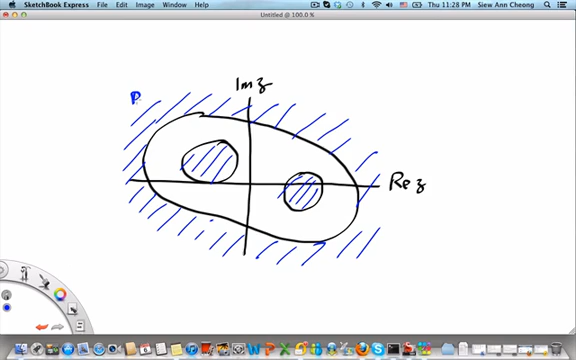 SketchBook Express File Edit Image Window Help
Thu 11:28 PM Siew Ann Cheong
Untitled @ 100.0 %
Im z
P
Re z